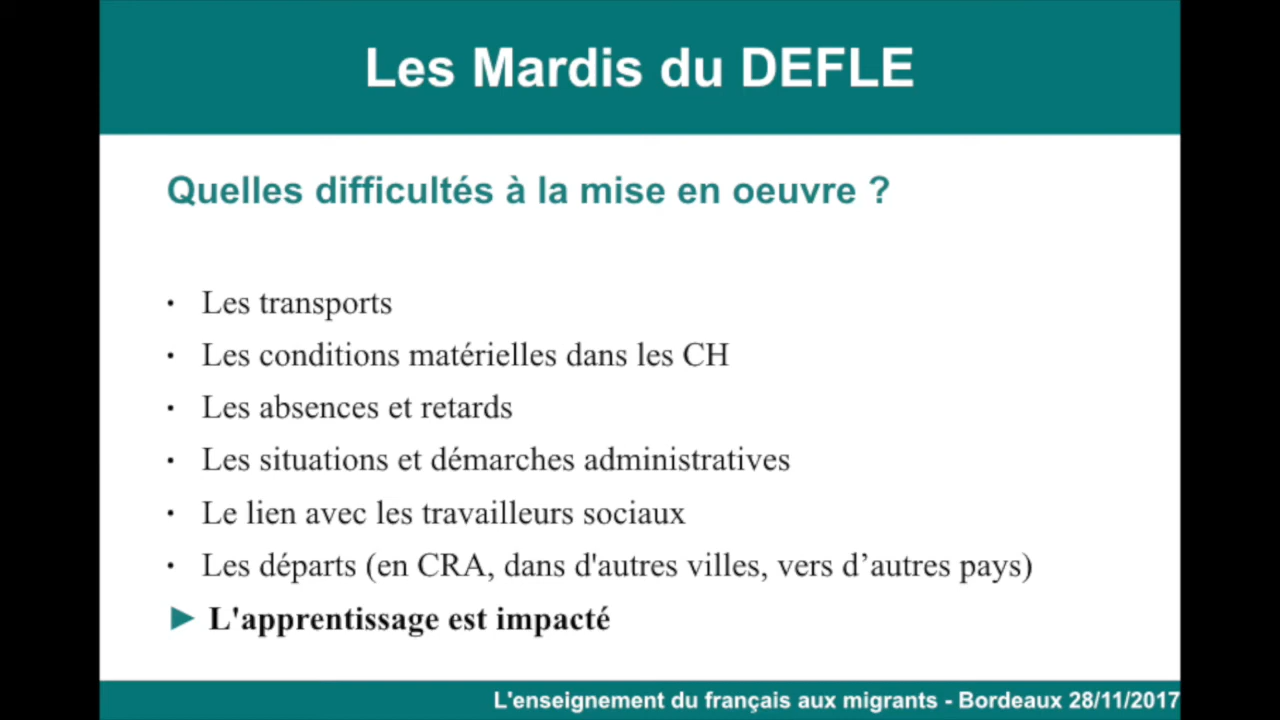 Les Mardis du DEFLE
Quelles difficultés à la mise en oeuvre ?
• Les transports
• Les conditions matérielles dans les CH
• Les absences et retards
• Les situations et démarches administratives
• Le lien avec les travailleurs sociaux
• Les départs (en CRA, dans d'autres villes, vers d’autres pays)
► L'apprentissage est impacté
L'enseignement du français aux migrants - Bordeaux 28/11/2017